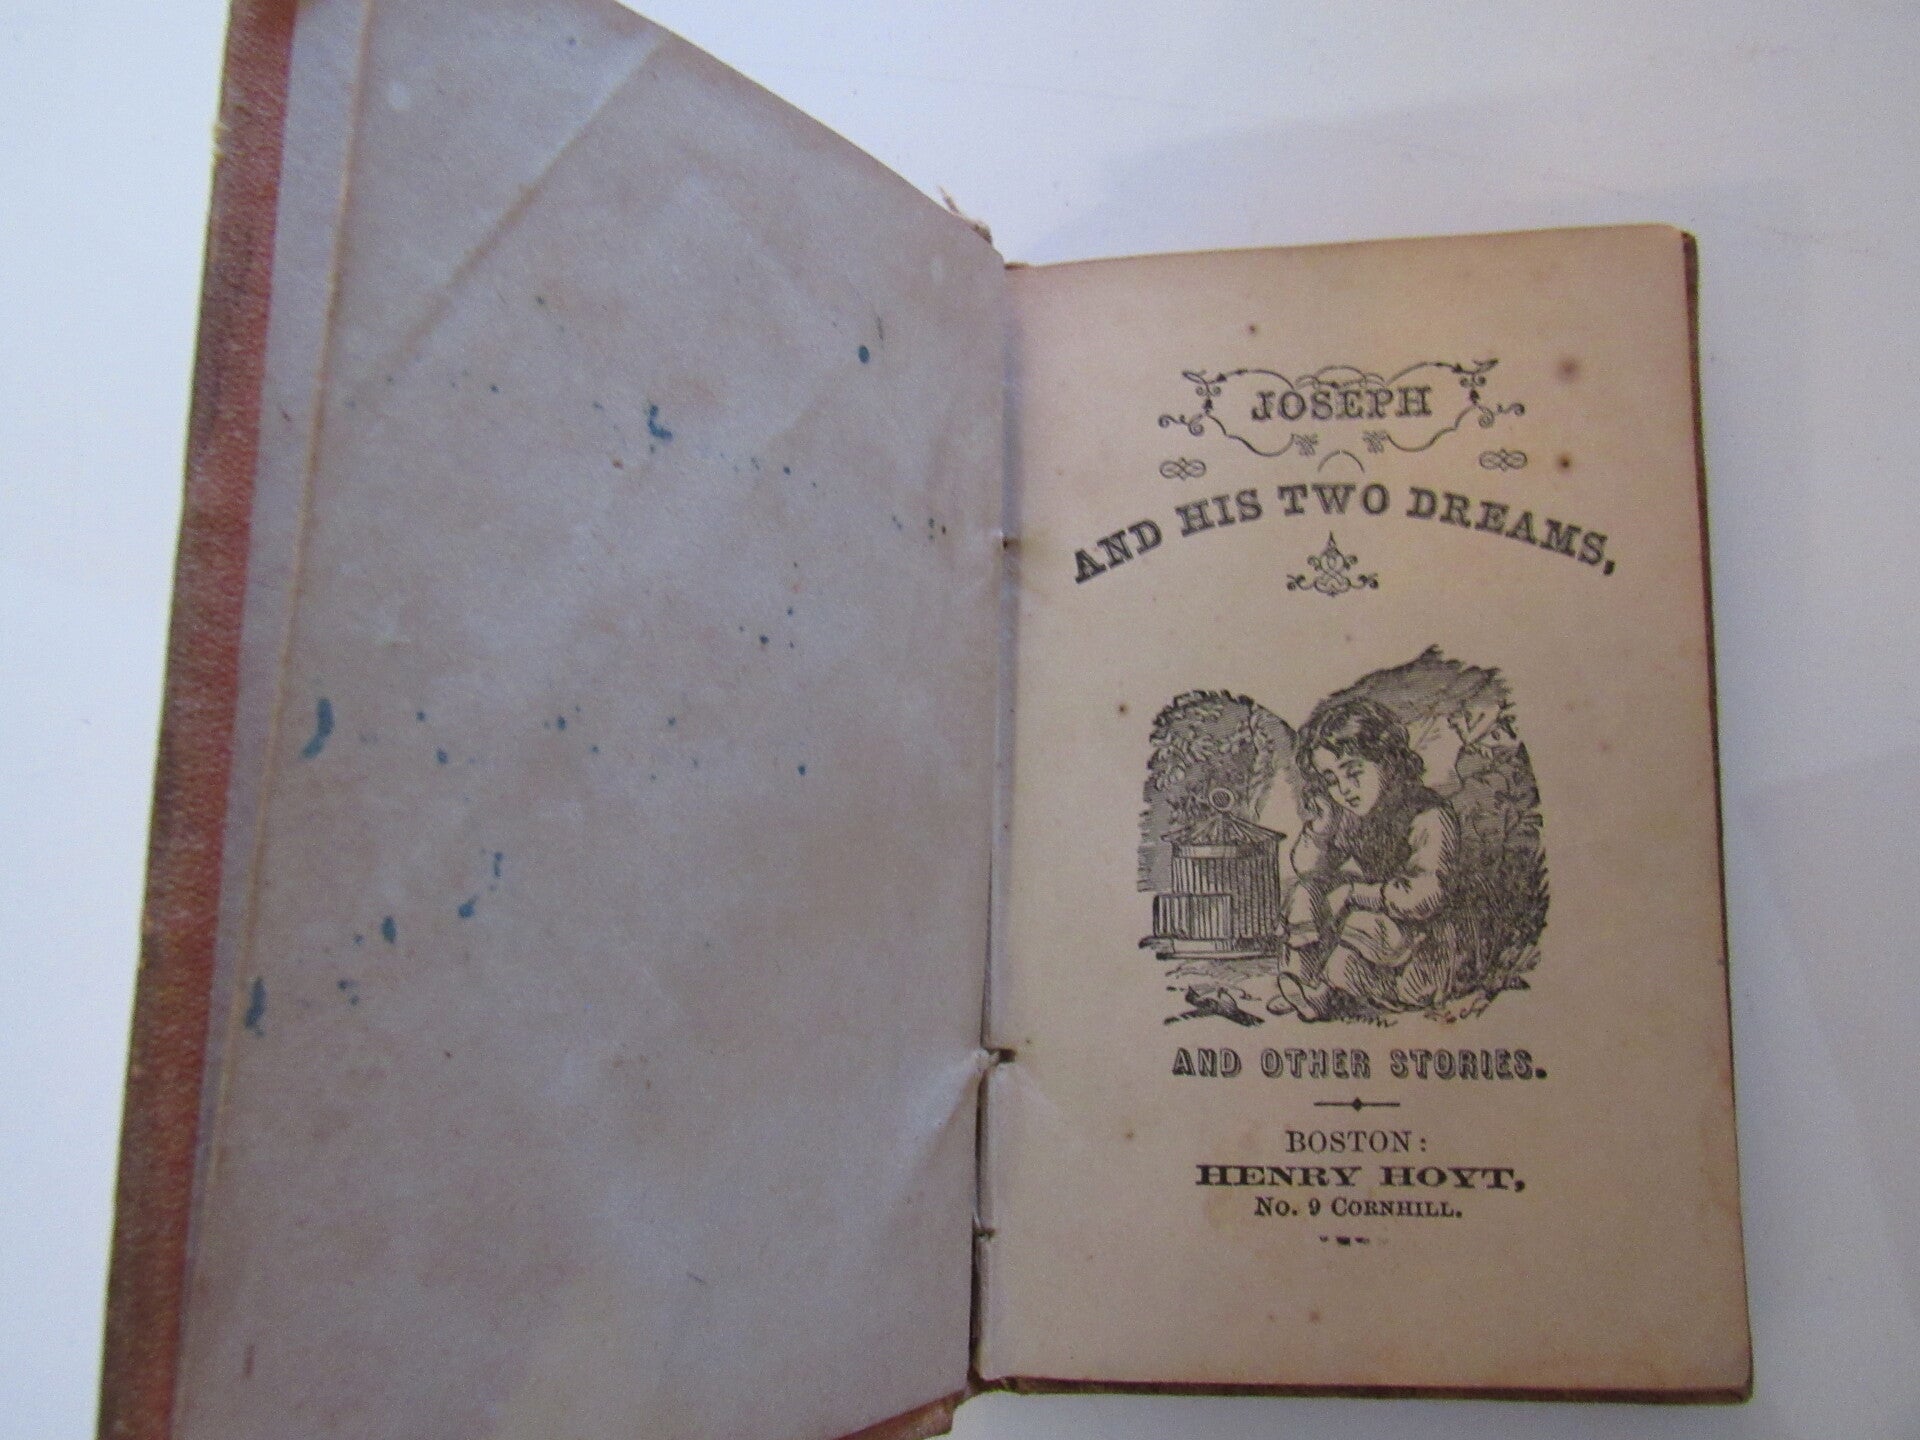 JOSEPH
AND HIS TWO DREAMS,
AND OTHER STORIES.
BOSTON:
HENRY HOYT,
No. 9 CORNHILL.